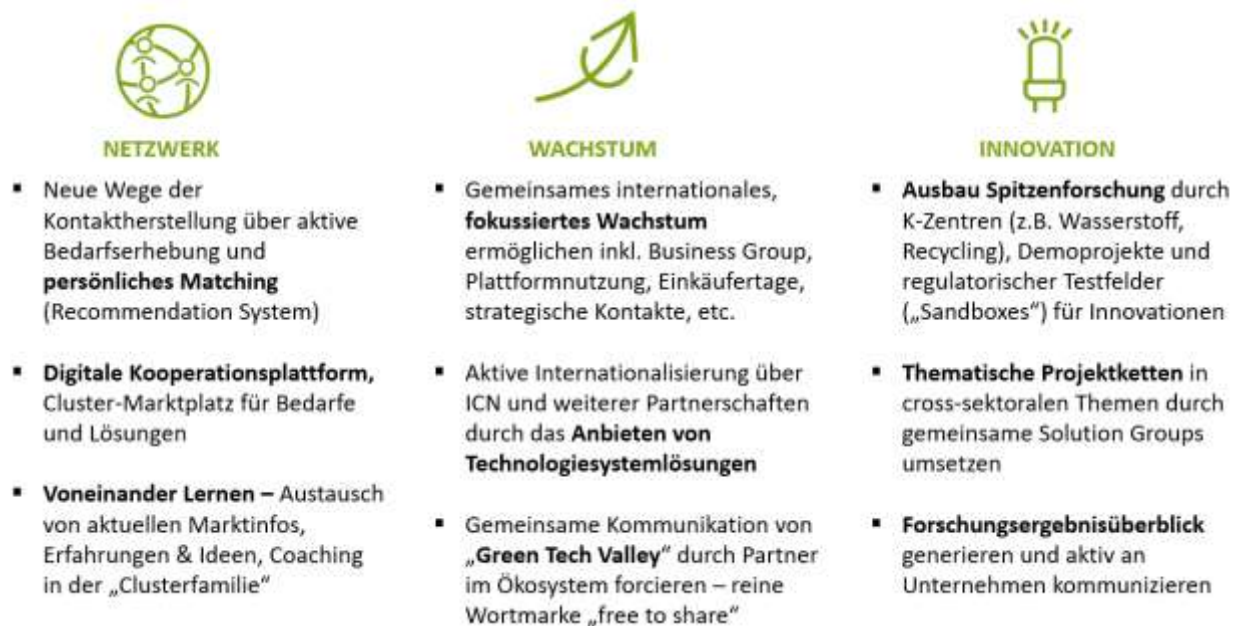 NETZWERK
▪ Neue Wege der
Kontaktherstellung über aktive
Bedarfserhebung und
persönliches Matching
(Recommendation System)
▪ Digitale Kooperationsplattform,
Cluster-Marktplatz für Bedarfe
und Lösungen
▪ Voneinander Lernen – Austausch
von aktuellen Marktinfos,
Erfahrungen & Ideen, Coaching
in der „Clusterfamilie“
WACHSTUM
▪ Gemeinsames internationales,
fokussiertes Wachstum
ermöglichen inkl. Business Group,
Plattformnutzung, Einkäufertage,
strategische Kontakte, etc.
▪ Aktive Internationalisierung über
ICN und weiterer Partnerschaften
durch das Anbieten von
Technologiesystemlösungen
▪ Gemeinsame Kommunikation von
„Green Tech Valley“ durch Partner
im Ökosystem forcieren – reine
Wortmarke „free to share“
INNOVATION
▪ Ausbau Spitzenforschung durch
K-Zentren (z.B. Wasserstoff,
Recycling), Demoprojekte und
regulatorischer Testfelder
(„Sandboxes“) für Innovationen
▪ Thematische Projektketten in
cross-sektoralen Themen durch
gemeinsame Solution Groups
umsetzen
▪ Forschungsergebnisüberblick
generieren und aktiv an
Unternehmen kommunizieren